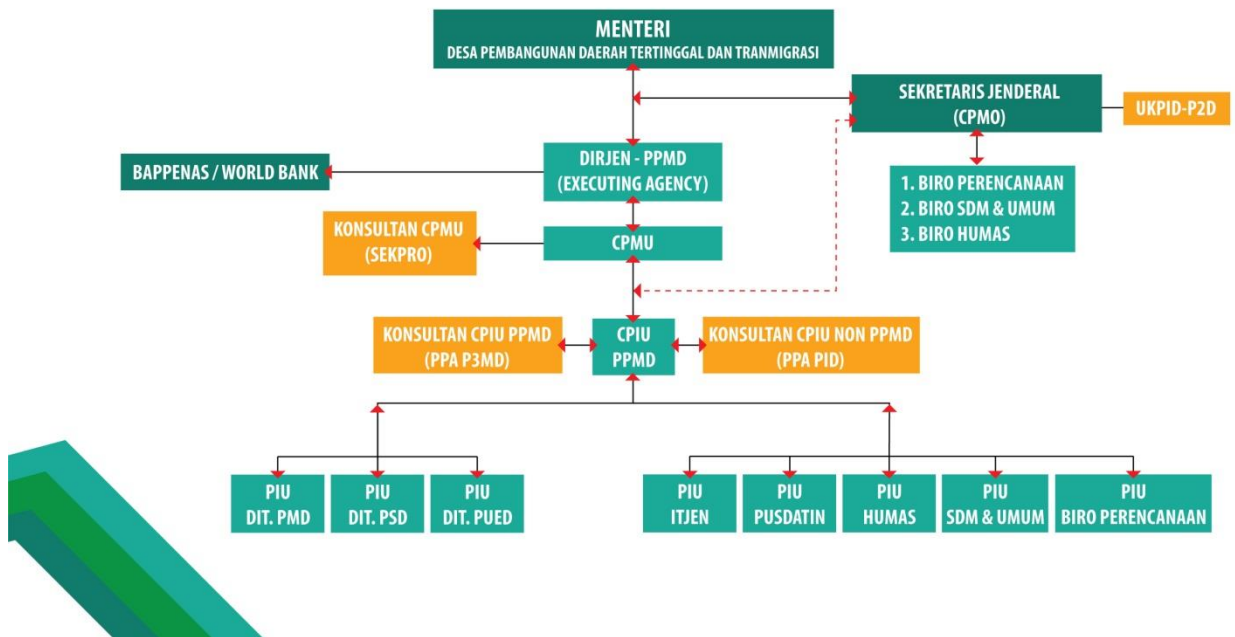 MENTERI
DESA PEMBANGUNAN DAERAH TERTINGGAL DAN TRANMIGRASI
SEKRETARIS JENDERAL
(CPMO)
UKPID-P2D
BAPPENAS / WORLD BANK
DIRJEN - PPMD
(EXECUTING AGENCY)
1. BIRO PERENCANAAN
2. BIRO SDM & UMUM
3. BIRO HUMAS
KONSULTAN CPMU
(SEKPRO)
CPMU
KONSULTAN CPIU PPMD
(PPA P3MD)
CPIU
PPMD
KONSULTAN CPIU NON PPMD
(PPA PID)
PIU
DIT. PMD
PIU
DIT. PSD
PIU
DIT. PUED
PIU
ITJEN
PIU
PUSDATIN
PIU
HUMAS
PIU
SDM & UMUM
PIU
BIRO PERENCANAAN